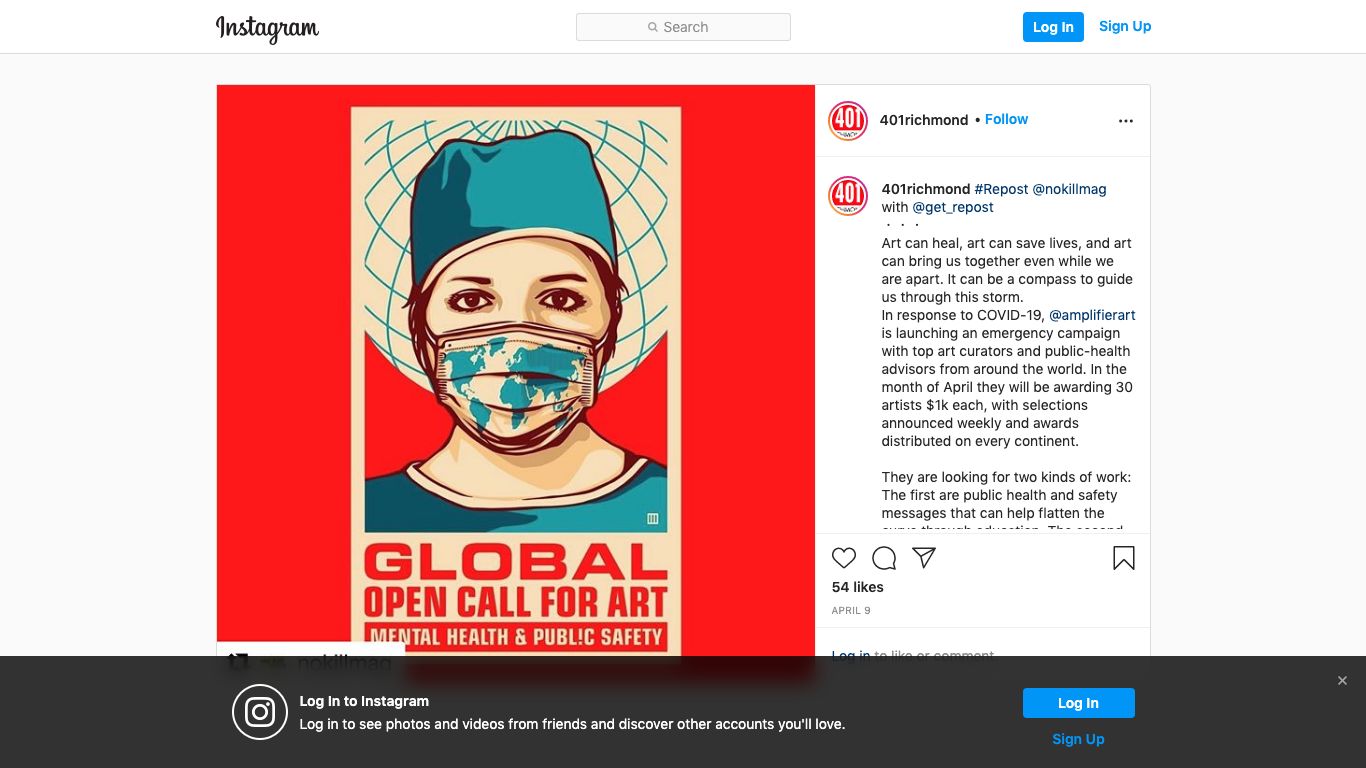 Instagram
Search
Log In
Sign Up
GLOBAL
OPEN CALL FOR ART
MENTAL HEALTH & PUBL!C SAFETY
nokillmag
401
401richmond • Follow
401
401richmond #Repost @nokillmag
with @get_repost
・・・
Art can heal, art can save lives, and art
can bring us together even while we
are apart. It can be a compass to guide
us through this storm.
In response to COVID-19, @amplifierart
is launching an emergency campaign
with top art curators and public-health
advisors from around the world. In the
month of April they will be awarding 30
artists $1k each, with selections
announced weekly and awards
distributed on every continent.
They are looking for two kinds of work:
The first are public health and safety
messages that can help flatten the
curve through education. The second
54 likes
APRIL 9
Log in to like or comment.
Log In to Instagram
Log in to see photos and videos from friends and discover other accounts you'll love.
Log In
Sign Up